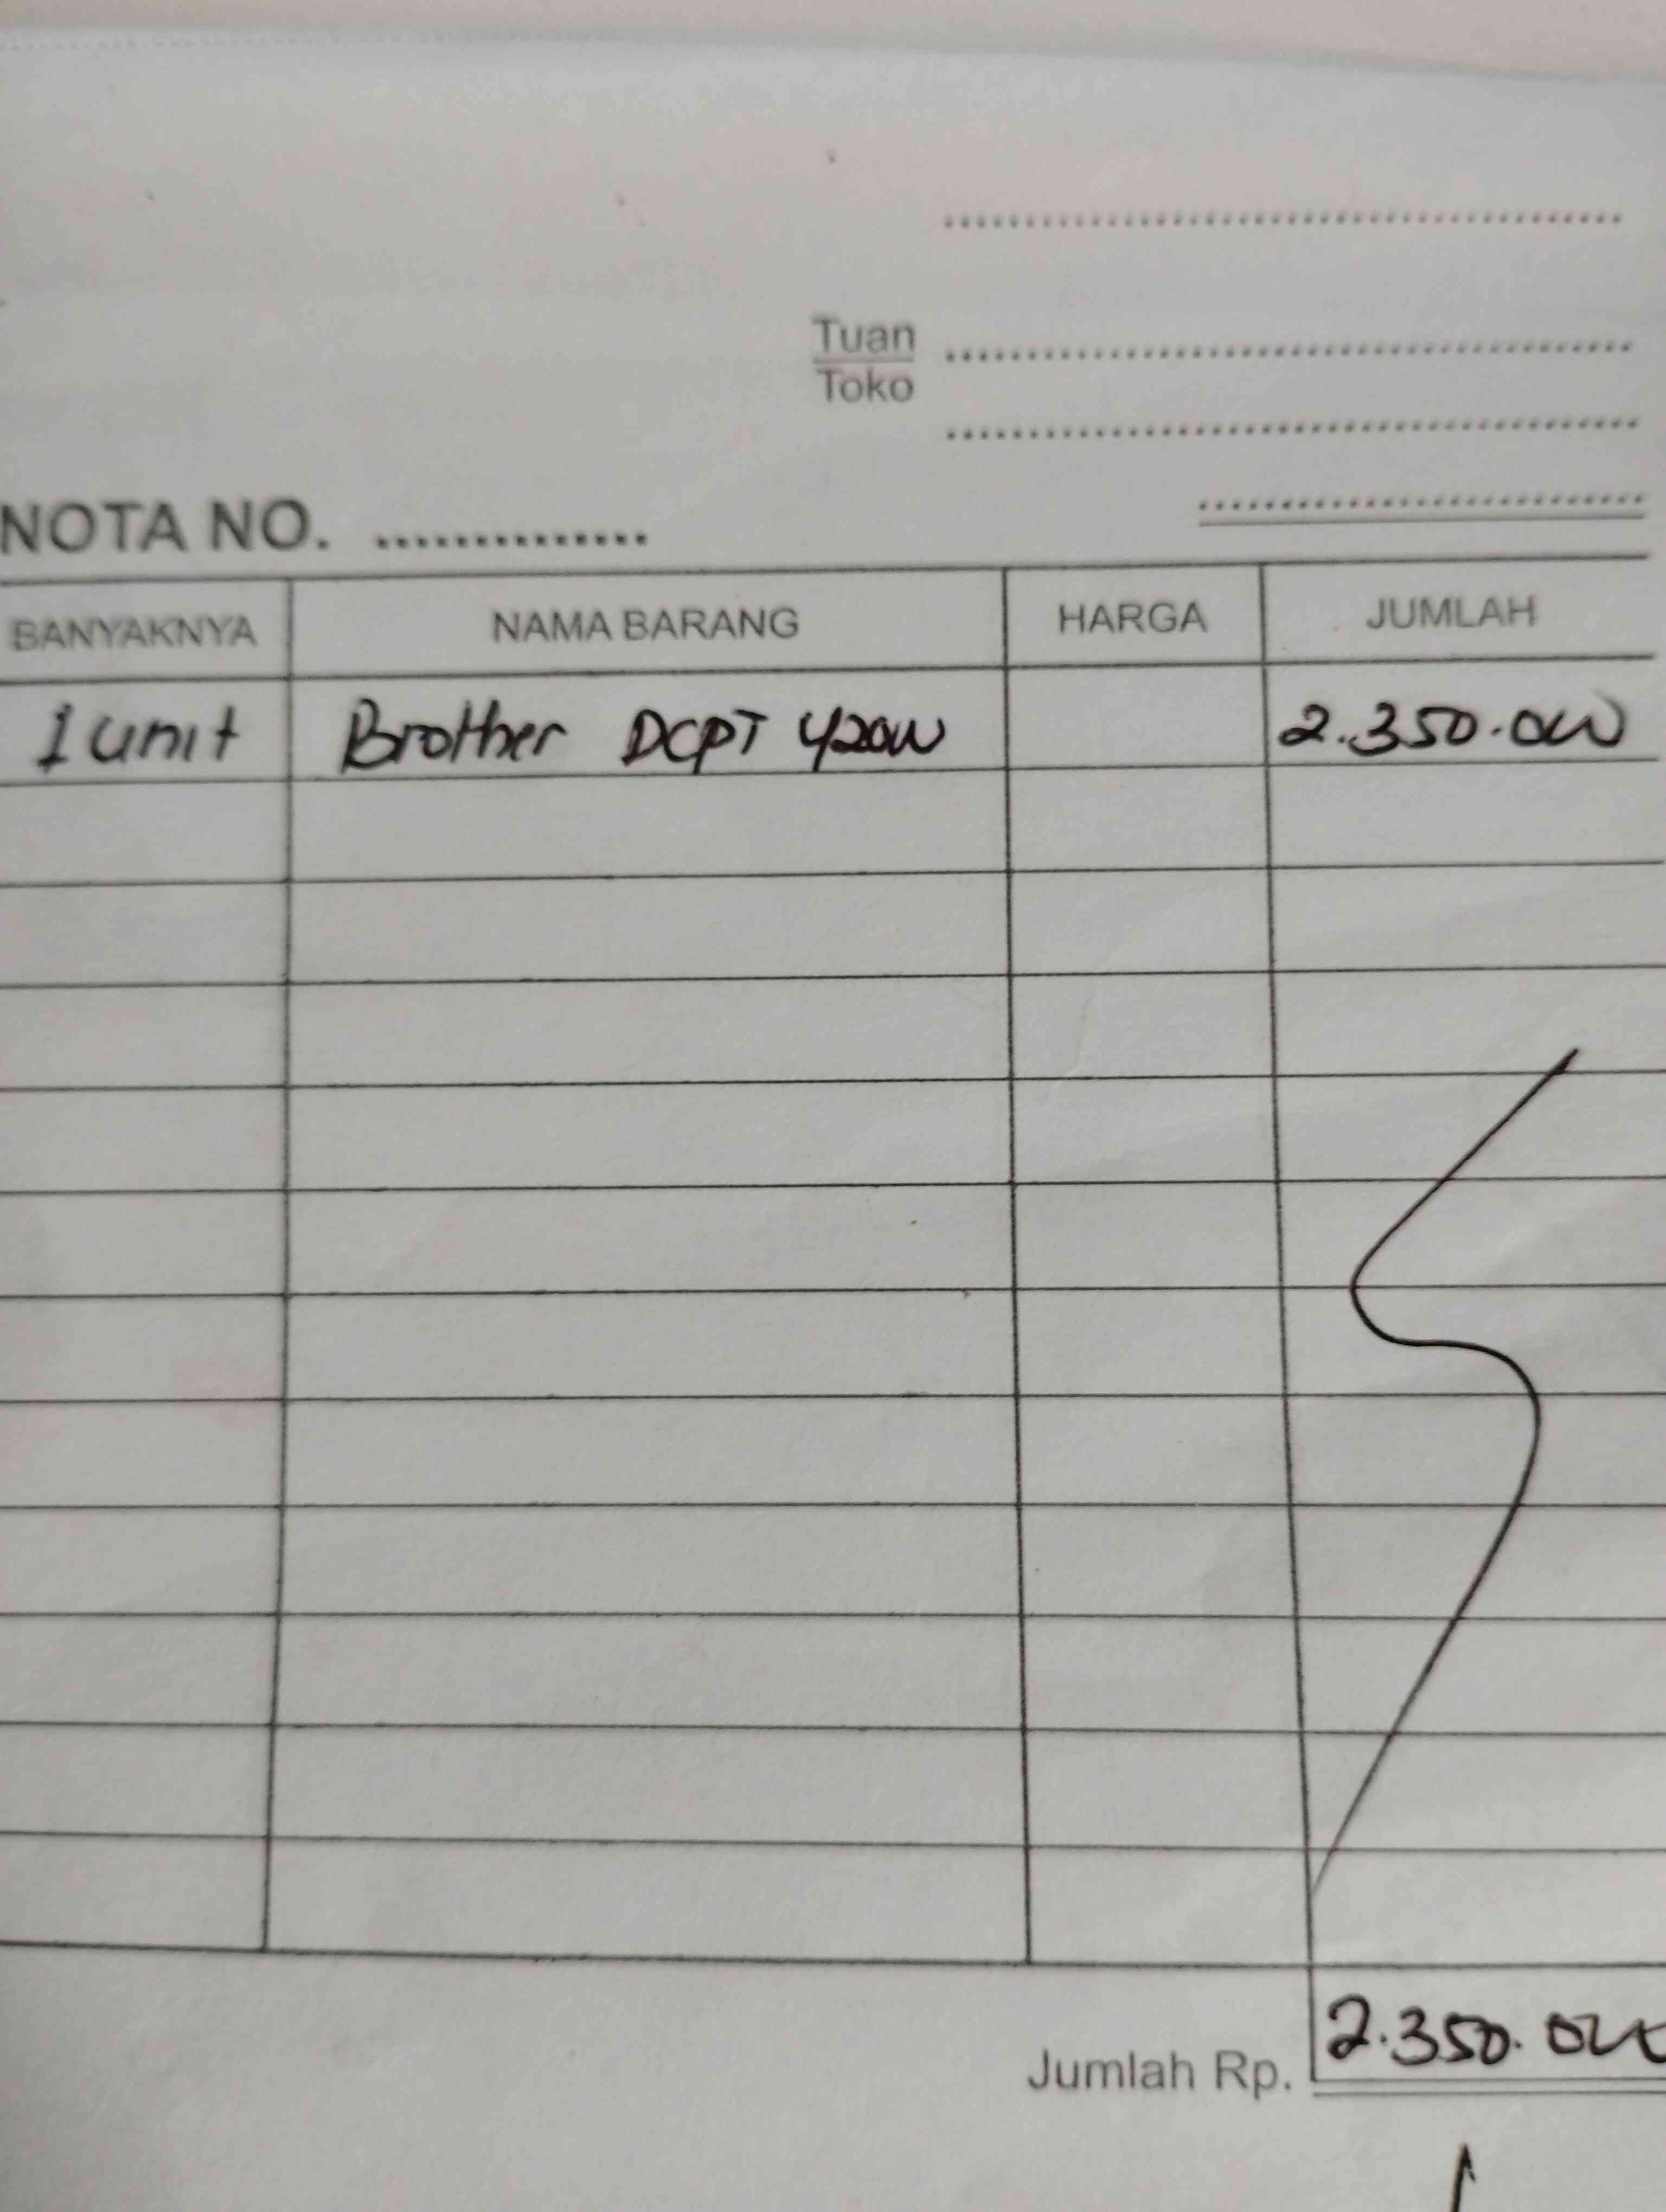 Tuan
Toko
NOTA NO. ..............
BANYAKNYA NAMA BARANG HARGA JUMLAH
1 unit Brother DCPT 420W 2.350.000
Jumlah Rp. 2.350.000